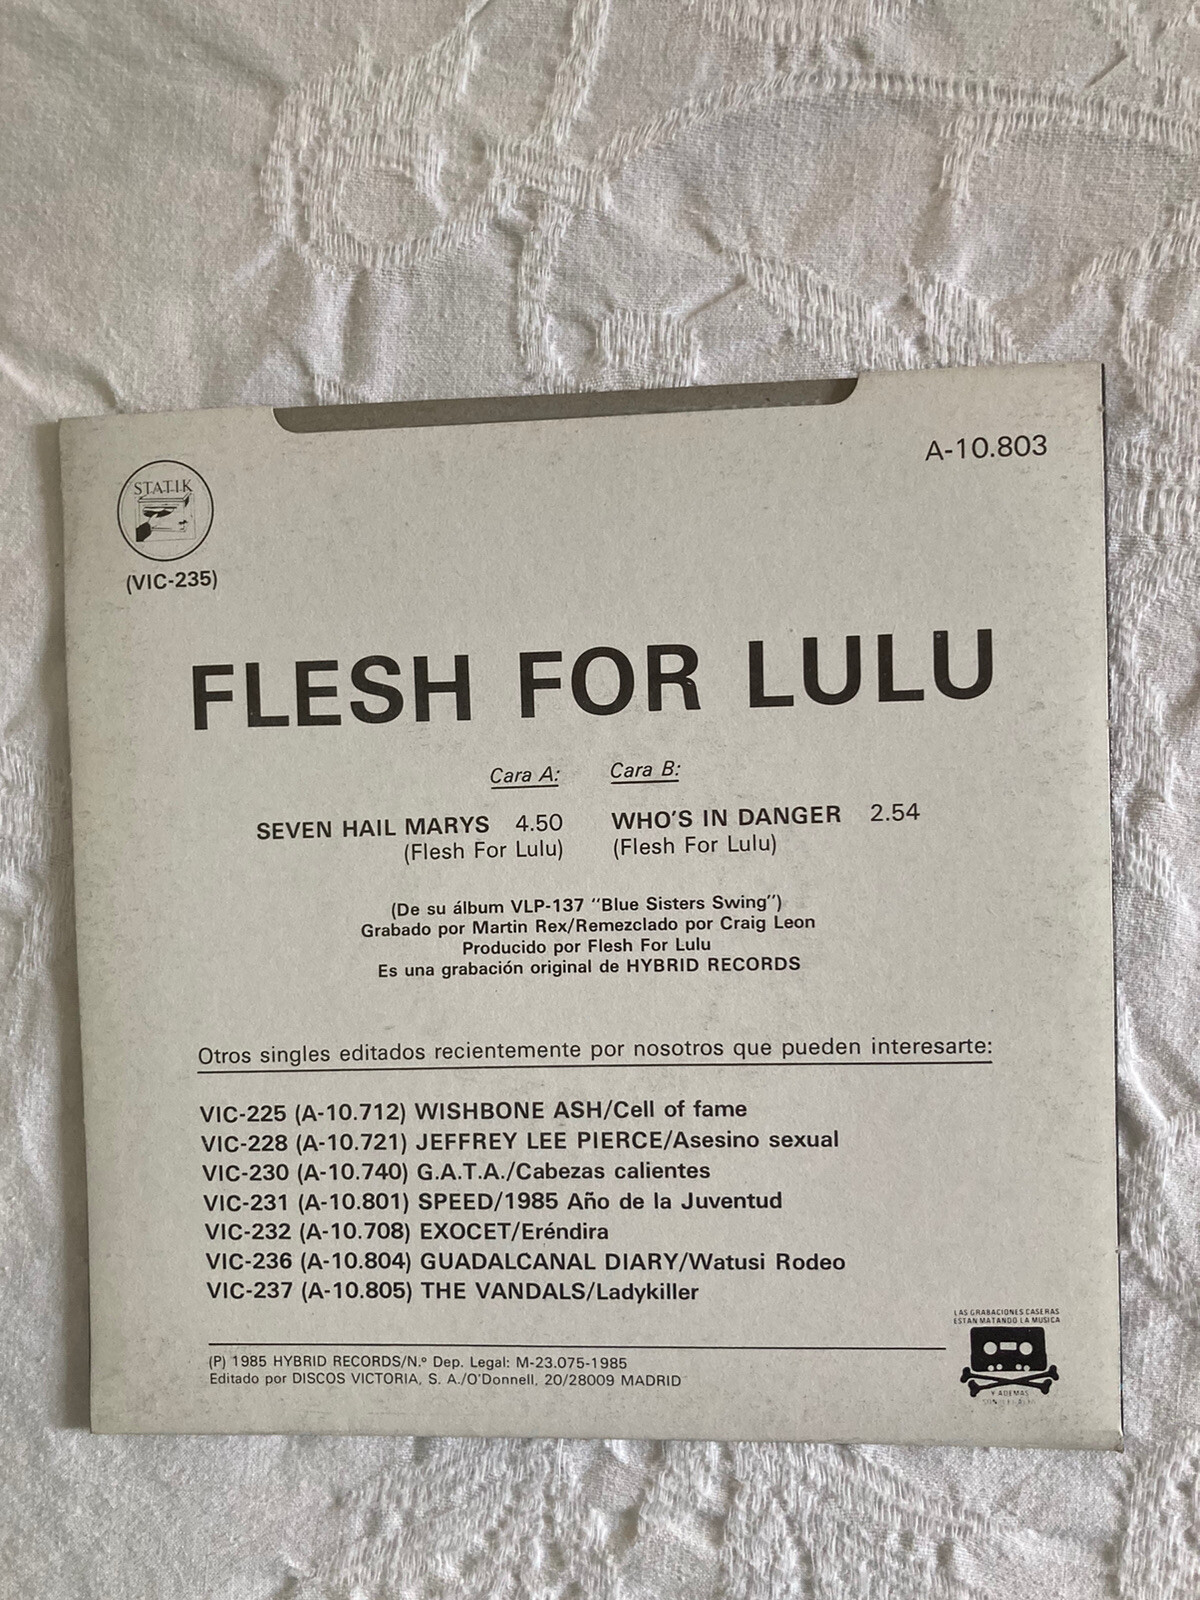 A-10.803
STATIK
(VIC-235)
FLESH FOR LULU
Cara A: Cara B:
SEVEN HAIL MARYS 4.50 WHO'S IN DANGER 2.54
(Flesh For Lulu) (Flesh For Lulu)
(De su álbum VLP-137 “Blue Sisters Swing”)
Grabado por Martin Rex/Remezclado por Craig Leon
Producido por Flesh For Lulu
Es una grabación original de HYBRID RECORDS
Otros singles editados recientemente por nosotros que pueden interesarte:
VIC-225 (A-10.712) WISHBONE ASH/Cell of fame
VIC-228 (A-10.721) JEFFREY LEE PIERCE/Asesino sexual
VIC-230 (A-10.740) G.A.T.A./Cabezas calientes
VIC-231 (A-10.801) SPEED/1985 Año de la Juventud
VIC-232 (A-10.708) EXOCET/Eréndira
VIC-236 (A-10.804) GUADALCANAL DIARY/Watusi Rodeo
VIC-237 (A-10.805) THE VANDALS/Ladykiller
LAS GRABACIONES CASERAS
ESTAN MATANDO LA MUSICA
Y ADEMAS
(P) 1985 HYBRID RECORDS/N.º Dep. Legal: M-23.075-1985
Editado por DISCOS VICTORIA, S. A./O'Donnell, 20/28009 MADRID